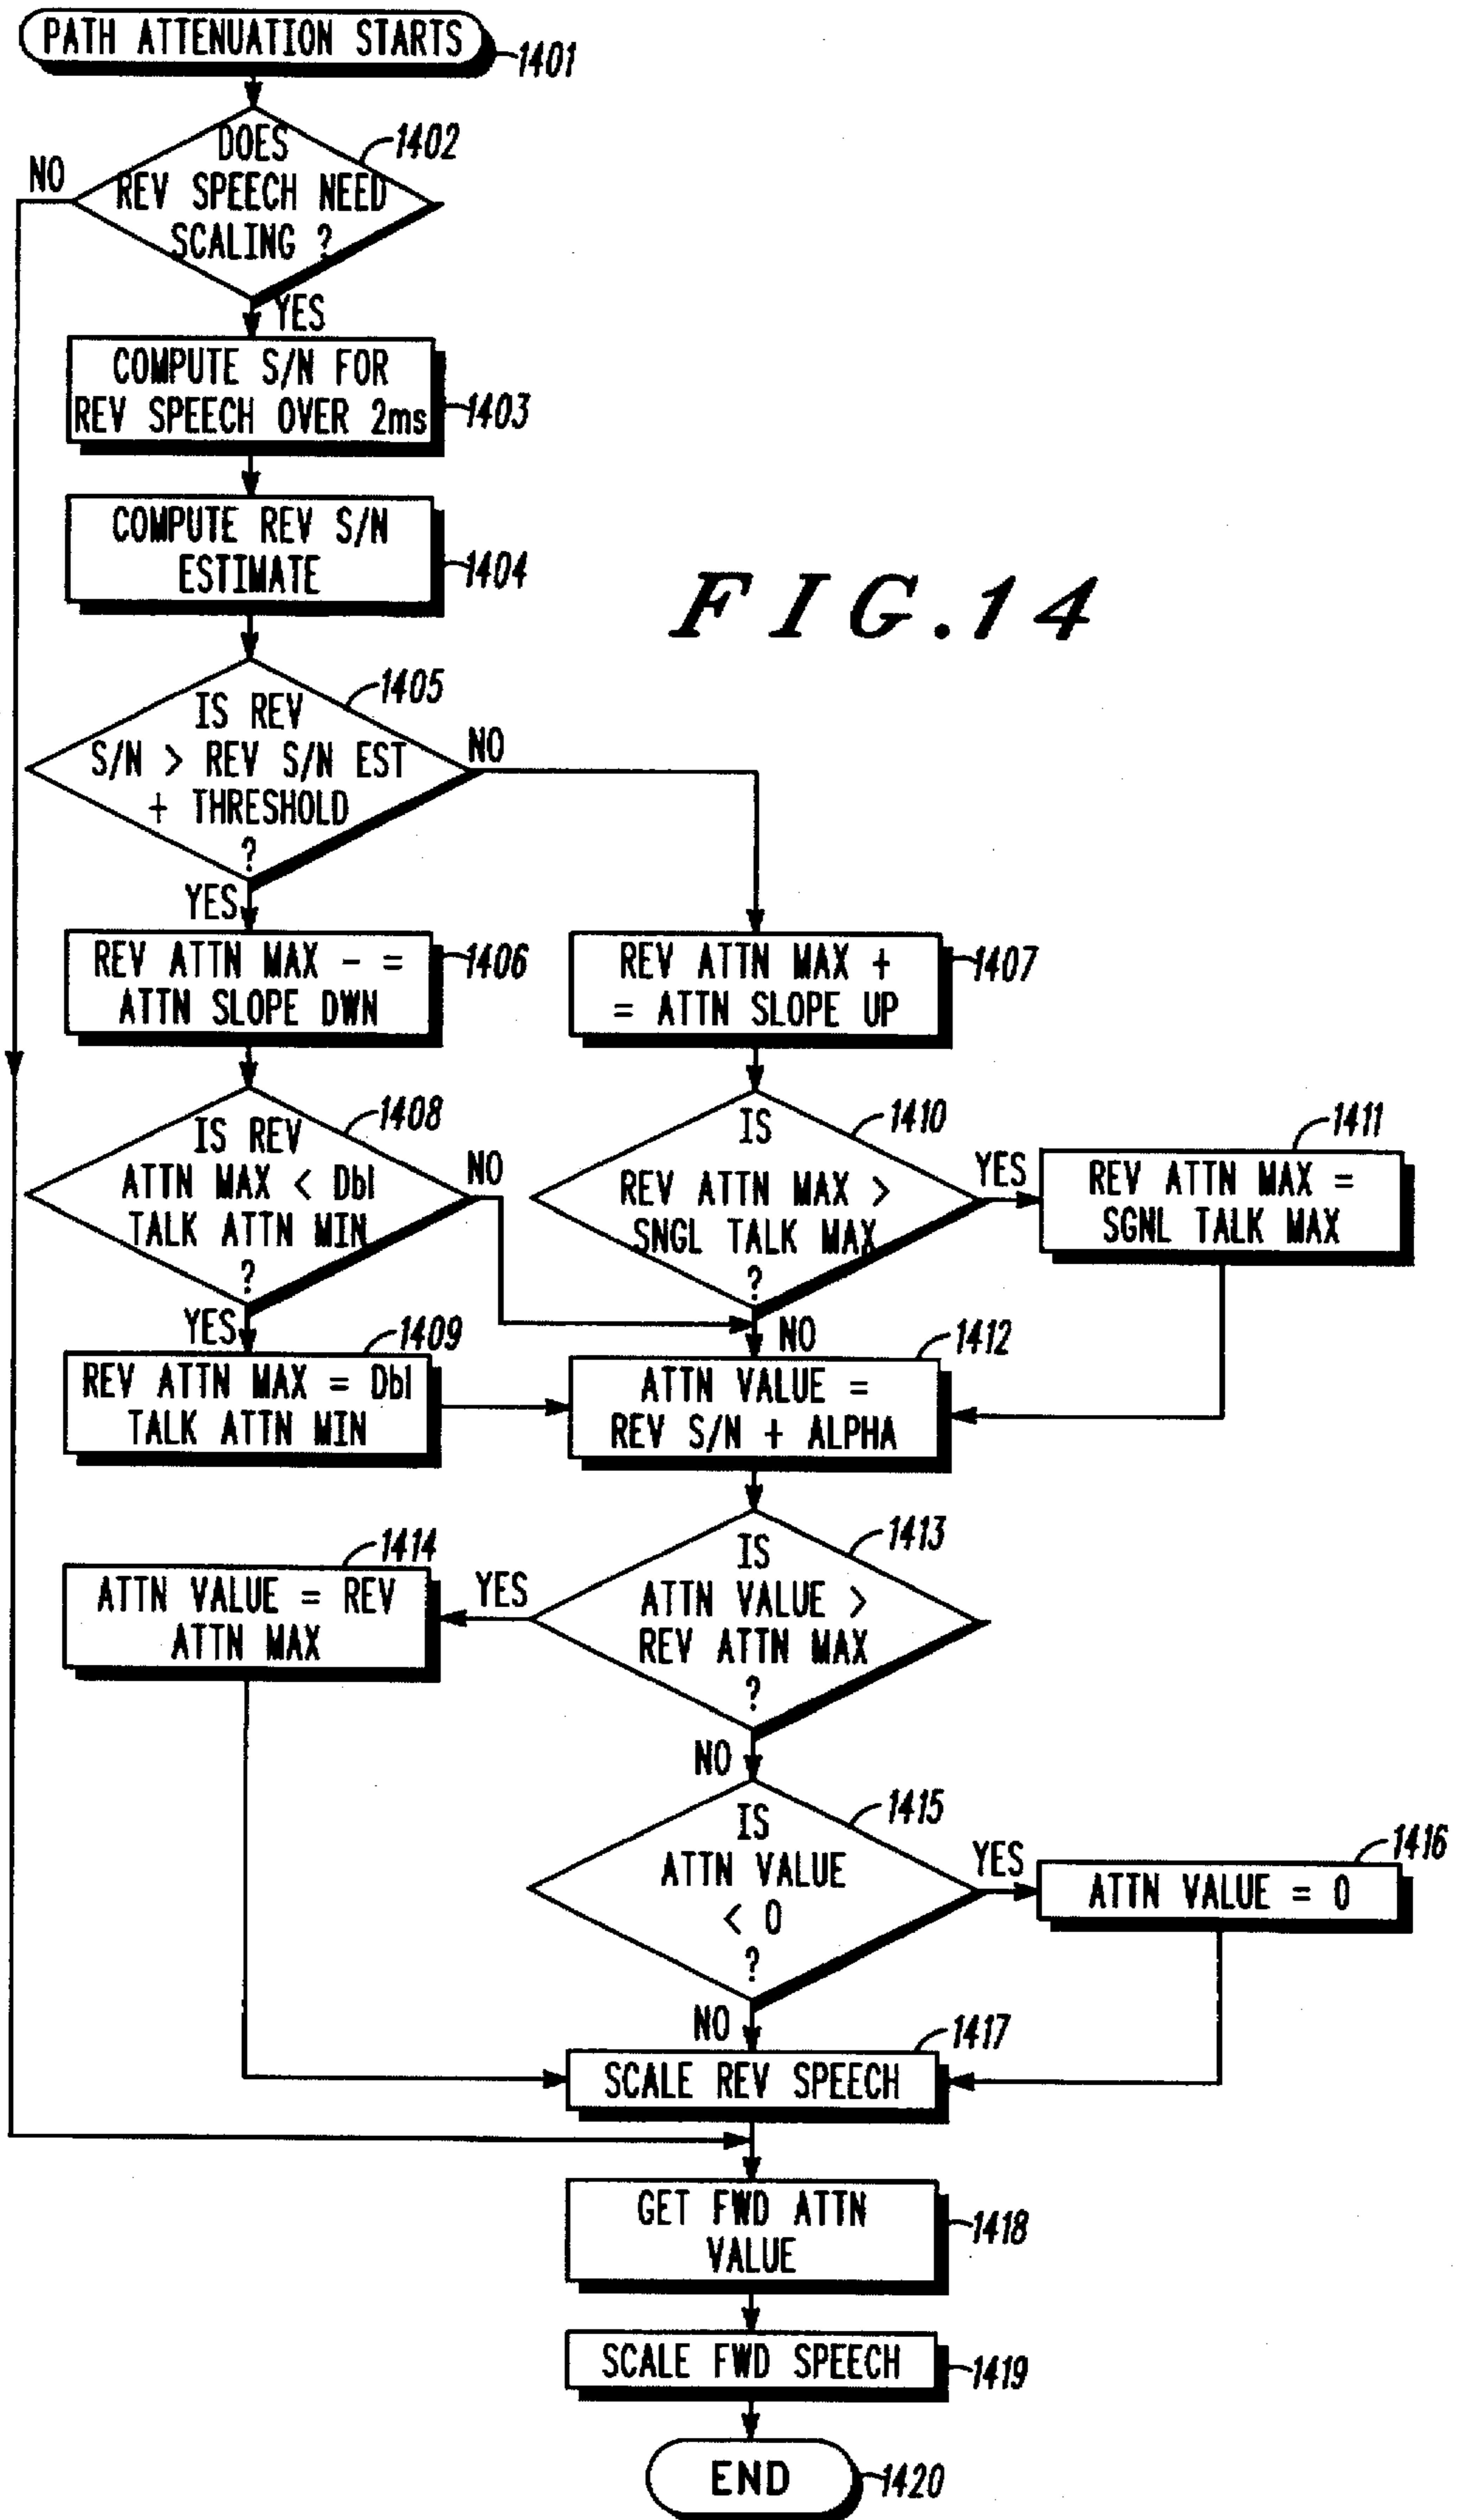 PATH ATTENUATION STARTS
1401
DOES
REV SPEECH NEED
SCALING ?
1402
NO
YES
COMPUTE S/N FOR
REV SPEECH OVER 2ms
1403
COMPUTE REV S/N
ESTIMATE
1404
FIG.14
IS REV
S/N > REV S/N EST
+ THRESHOLD
?
1405
NO
YES
REV ATTN MAX - =
ATTN SLOPE DWN
1406
REV ATTN MAX +
= ATTN SLOPE UP
1407
IS REV
ATTN MAX < Dbl
TALK ATTN MIN
?
1408
NO
YES
IS
REV ATTN MAX >
SNGL TALK MAX
?
1410
YES
NO
REV ATTN MAX =
SGNL TALK MAX
1411
REV ATTN MAX = Dbl
TALK ATTN MIN
1409
ATTN VALUE =
REV S/N + ALPHA
1412
IS
ATTN VALUE >
REV ATTN MAX
?
1413
YES
NO
ATTN VALUE = REV
ATTN MAX
1414
IS
ATTN VALUE
< 0
?
1415
YES
NO
ATTN VALUE = 0
1416
SCALE REV SPEECH
1417
GET FWD ATTN
VALUE
1418
SCALE FWD SPEECH
1419
END
1420